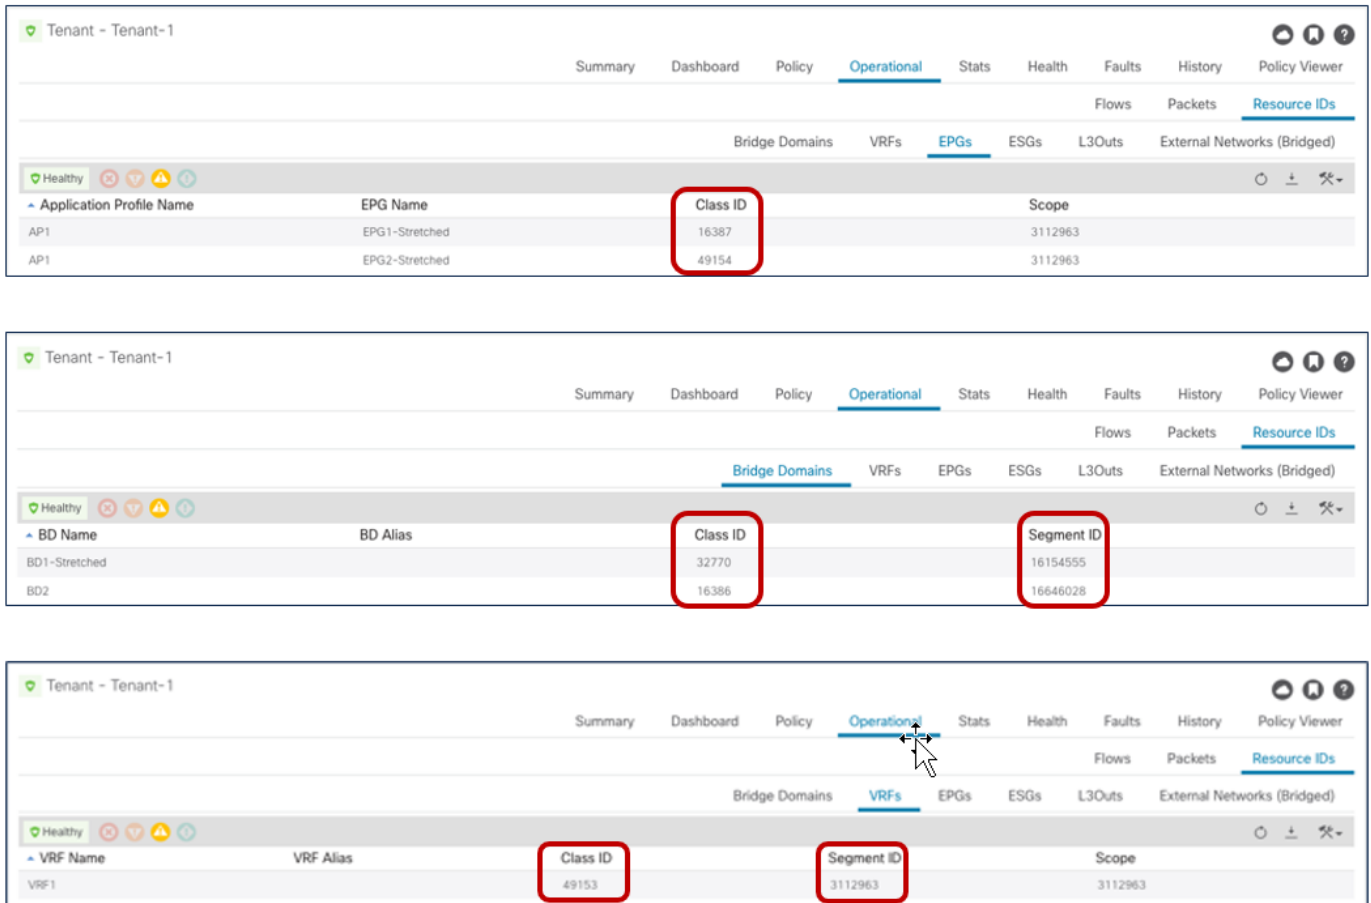 Tenant - Tenant-1
Summary Dashboard Policy Operational Stats Health Faults History Policy Viewer
Flows Packets Resource IDs
Bridge Domains VRFs EPGs ESGs L3Outs External Networks (Bridged)
Healthy
Application Profile Name EPG Name Class ID Scope
AP1 EPG1-Stretched 16387 3112963
AP1 EPG2-Stretched 49154 3112963
Tenant - Tenant-1
Summary Dashboard Policy Operational Stats Health Faults History Policy Viewer
Flows Packets Resource IDs
Bridge Domains VRFs EPGs ESGs L3Outs External Networks (Bridged)
Healthy
BD Name BD Alias Class ID Segment ID
BD1-Stretched 32770 16154555
BD2 16386 16646028
Tenant - Tenant-1
Summary Dashboard Policy Operational Stats Health Faults History Policy Viewer
Flows Packets Resource IDs
Bridge Domains VRFs EPGs ESGs L3Outs External Networks (Bridged)
Healthy
VRF Name VRF Alias Class ID Segment ID Scope
VRF1 49153 3112963 3112963